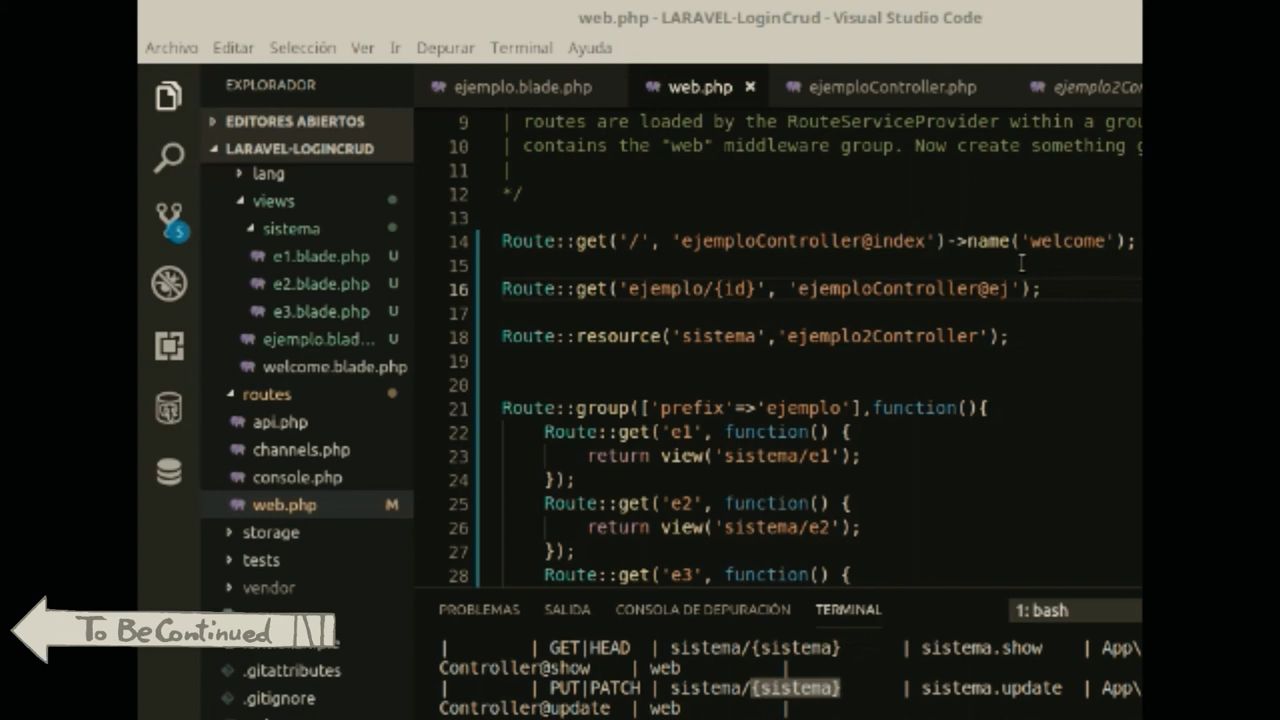 web.php - LARAVEL-LoginCrud - Visual Studio Code
Archivo Editar Selección Ver Ir Depurar Terminal Ayuda
EXPLORADOR
EDITORES ABIERTOS
LARAVEL-LOGINCRUD
lang
views
sistema
e1.blade.php U
e2.blade.php U
e3.blade.php U
ejemplo.blad... U
welcome.blade.php
routes
api.php
channels.php
console.php
web.php M
storage
tests
vendor
.gitattributes
.gitignore
5
ejemplo.blade.php web.php × ejemploController.php ejemplo2Con
9 | routes are loaded by the RouteServiceProvider within a grou
10 | contains the "web" middleware group. Now create something g
11 |
12 */
13
14 Route::get('/', 'ejemploController@index')->name('welcome');
15
16 Route::get('ejemplo/{id}', 'ejemploController@ej');
17
18 Route::resource('sistema','ejemplo2Controller');
19
20
21 Route::group(['prefix'=>'ejemplo'],function(){
22 Route::get('e1', function() {
23 return view('sistema/e1');
24 });
25 Route::get('e2', function() {
26 return view('sistema/e2');
27 });
28 Route::get('e3', function() {
PROBLEMAS SALIDA CONSOLA DE DEPURACIÓN TERMINAL 1: bash
| | GET|HEAD | sistema/{sistema} | sistema.show | App\
Controller@show | web |
| | PUT|PATCH | sistema/{sistema} | sistema.update | App\
Controller@update | web |
To Be Continued